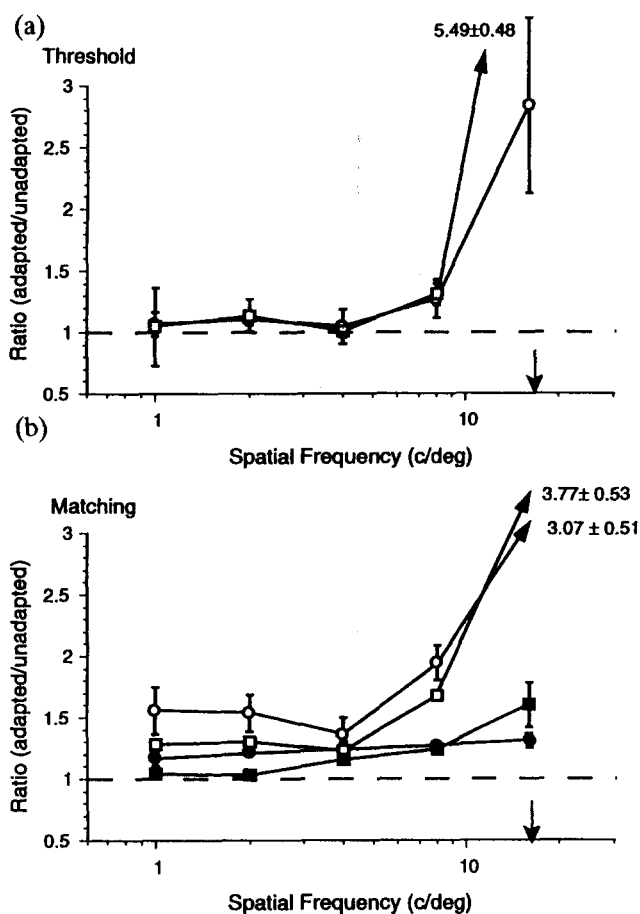 (a)
Threshold
5.49±0.48
3
2.5
2
1.5
1
0.5
Ratio (adapted/unadapted)
1 10
Spatial Frequency (c/deg)
(b)
Matching
3.77± 0.53
3.07 ± 0.51
3
2.5
2
1.5
1
0.5
Ratio (adapted/unadapted)
1 10
Spatial Frequency (c/deg)